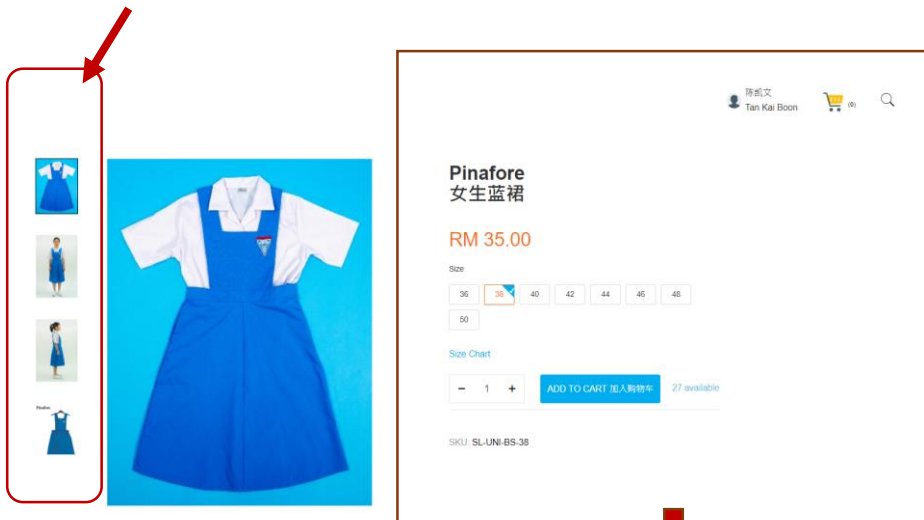 陈凯文
Tan Kai Boon
(0)
Pinafore
女生蓝裙
RM 35.00
Size
36 38 40 42 44 46 48
50
Size Chart
- 1 + ADD TO CART 加入购物车 27 available
SKU: SL-UNI-BS-38
Pinafore